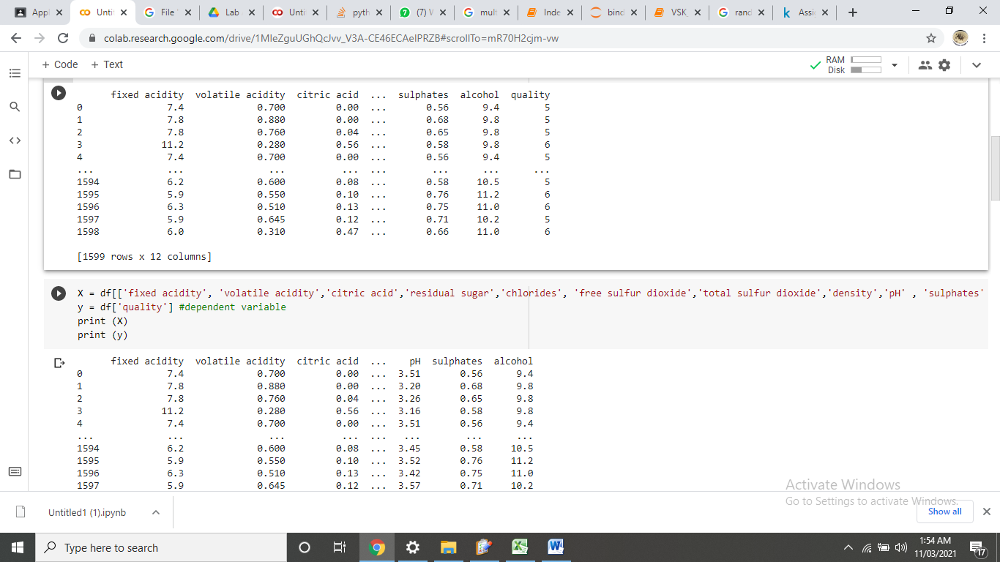 Appl
Unti
File
Lab
Unti
pyth
(7) V
mult
Inde
bind
VSK_
rand
Assi
colab.research.google.com/drive/1MIeZguUGhQcJvv_V3A-CE46ECAeIPRZB#scrollTo=mR70H2cjm-vw
+ Code + Text
RAM
Disk
fixed acidity volatile acidity citric acid ... sulphates alcohol quality
0 7.4 0.700 0.00 ... 0.56 9.4 5
1 7.8 0.880 0.00 ... 0.68 9.8 5
2 7.8 0.760 0.04 ... 0.65 9.8 5
3 11.2 0.280 0.56 ... 0.58 9.8 6
4 7.4 0.700 0.00 ... 0.56 9.4 5
... ... ... ... ... ... ... ...
1594 6.2 0.600 0.08 ... 0.58 10.5 5
1595 5.9 0.550 0.10 ... 0.76 11.2 6
1596 6.3 0.510 0.13 ... 0.75 11.0 6
1597 5.9 0.645 0.12 ... 0.71 10.2 5
1598 6.0 0.310 0.47 ... 0.66 11.0 6
[1599 rows x 12 columns]
X = df[['fixed acidity', 'volatile acidity','citric acid','residual sugar','chlorides', 'free sulfur dioxide','total sulfur dioxide','density','pH' , 'sulphates'
y = df['quality'] #dependent variable
print (X)
print (y)
fixed acidity volatile acidity citric acid ... pH sulphates alcohol
0 7.4 0.700 0.00 ... 3.51 0.56 9.4
1 7.8 0.880 0.00 ... 3.20 0.68 9.8
2 7.8 0.760 0.04 ... 3.26 0.65 9.8
3 11.2 0.280 0.56 ... 3.16 0.58 9.8
4 7.4 0.700 0.00 ... 3.51 0.56 9.4
... ... ... ... ... ... ... ...
1594 6.2 0.600 0.08 ... 3.45 0.58 10.5
1595 5.9 0.550 0.10 ... 3.52 0.76 11.2
1596 6.3 0.510 0.13 ... 3.42 0.75 11.0
1597 5.9 0.645 0.12 ... 3.57 0.71 10.2
Activate Windows
Go to Settings to activate Windows.
Untitled1 (1).ipynb
Show all
Type here to search
1:54 AM
11/03/2021
17